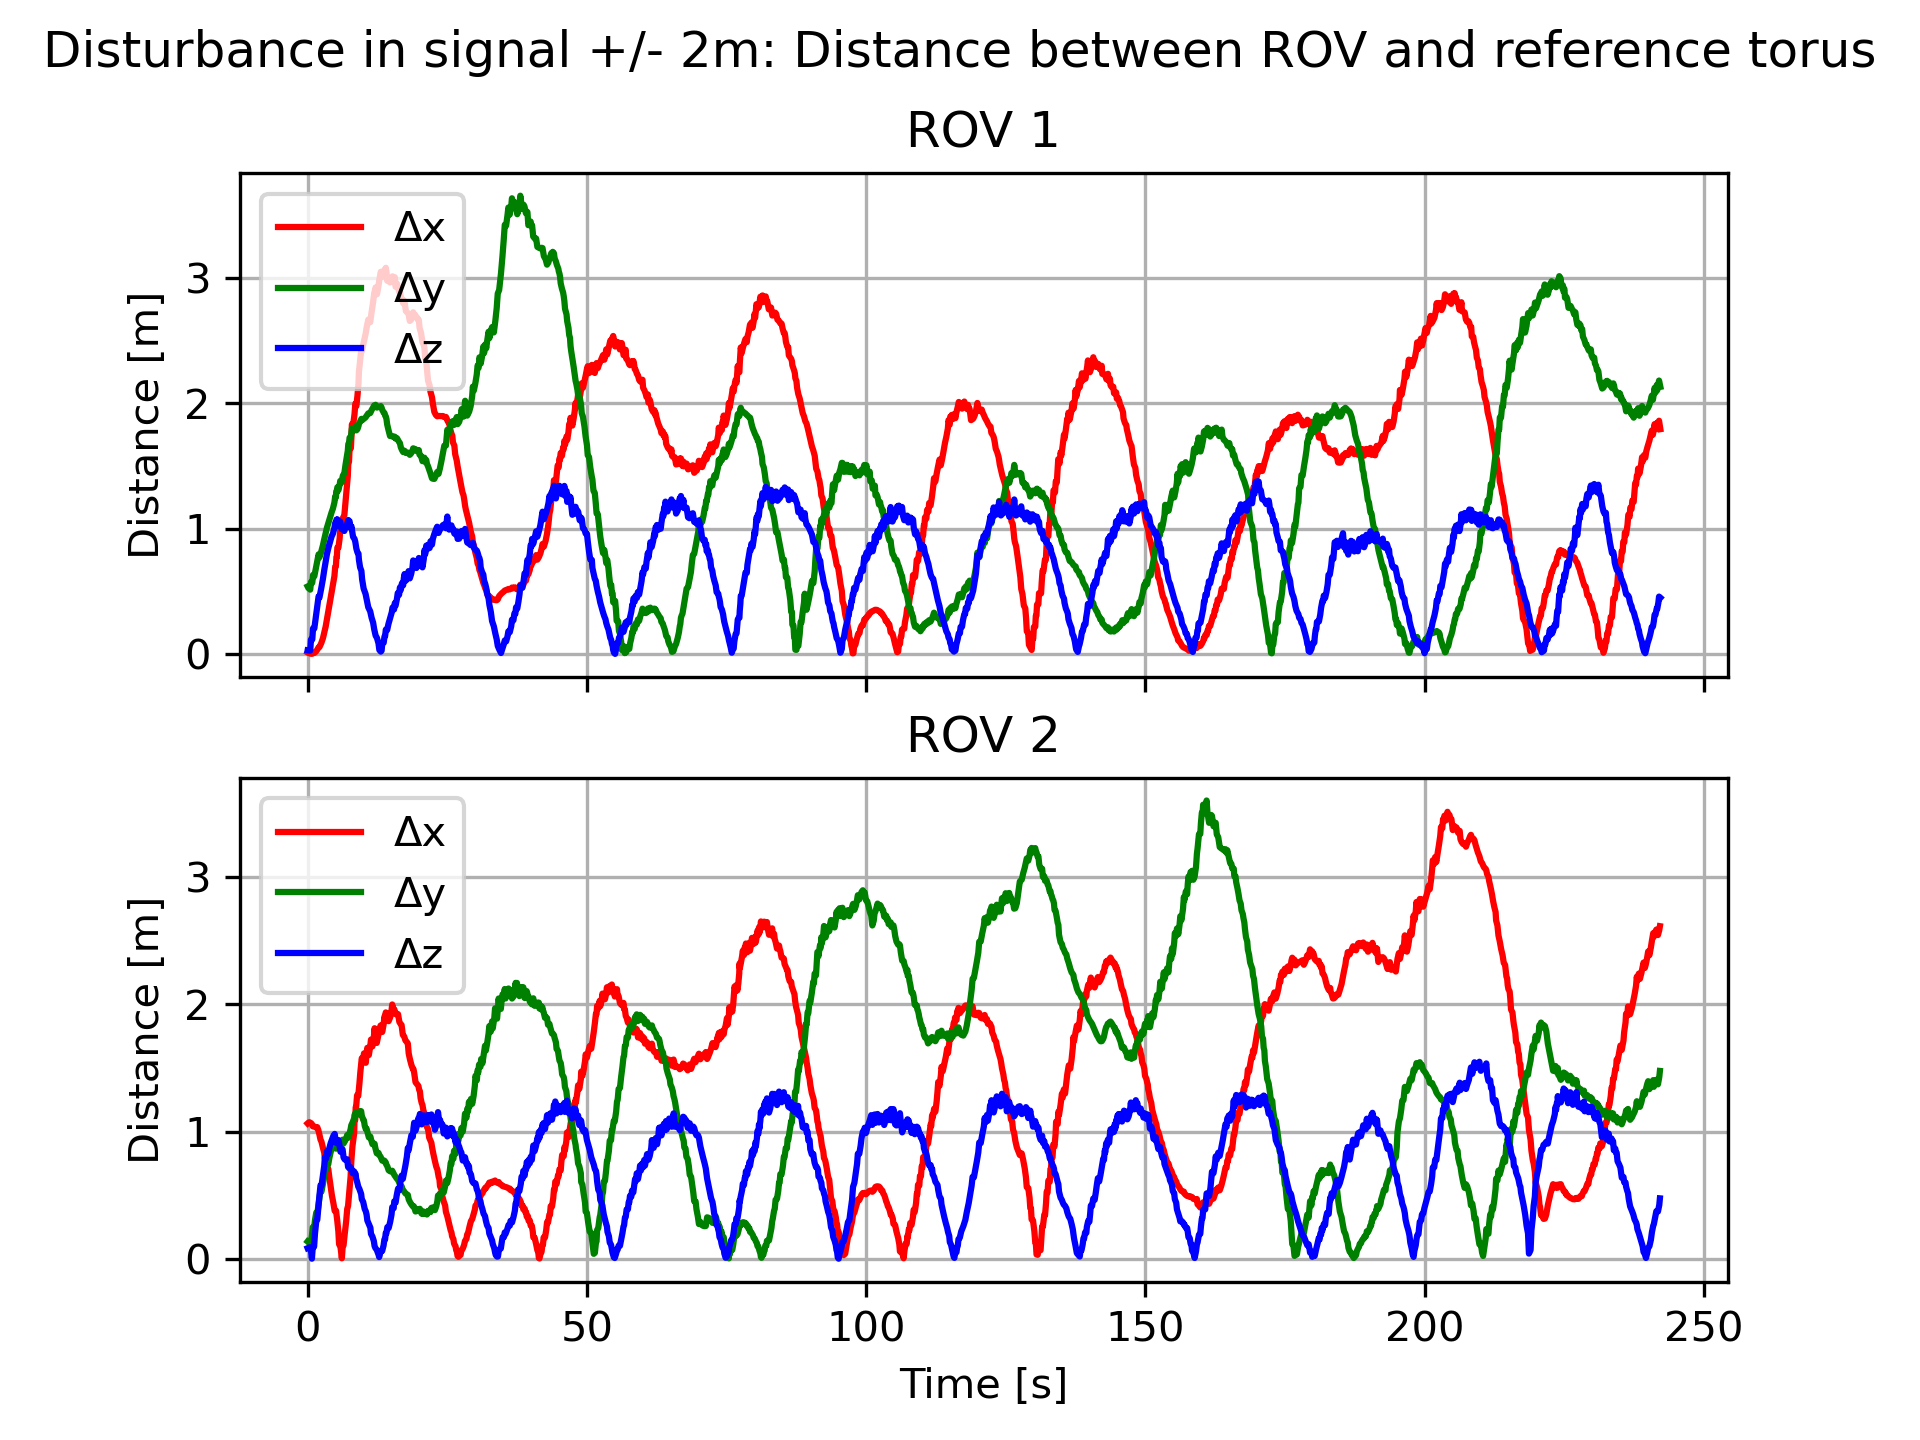 Disturbance in signal +/- 2m: Distance between ROV and reference torus
ROV 1
Δx
Δy
Δz
Distance [m]
3
2
1
0
ROV 2
Δx
Δy
Δz
Distance [m]
3
2
1
0
0 50 100 150 200 250
Time [s]